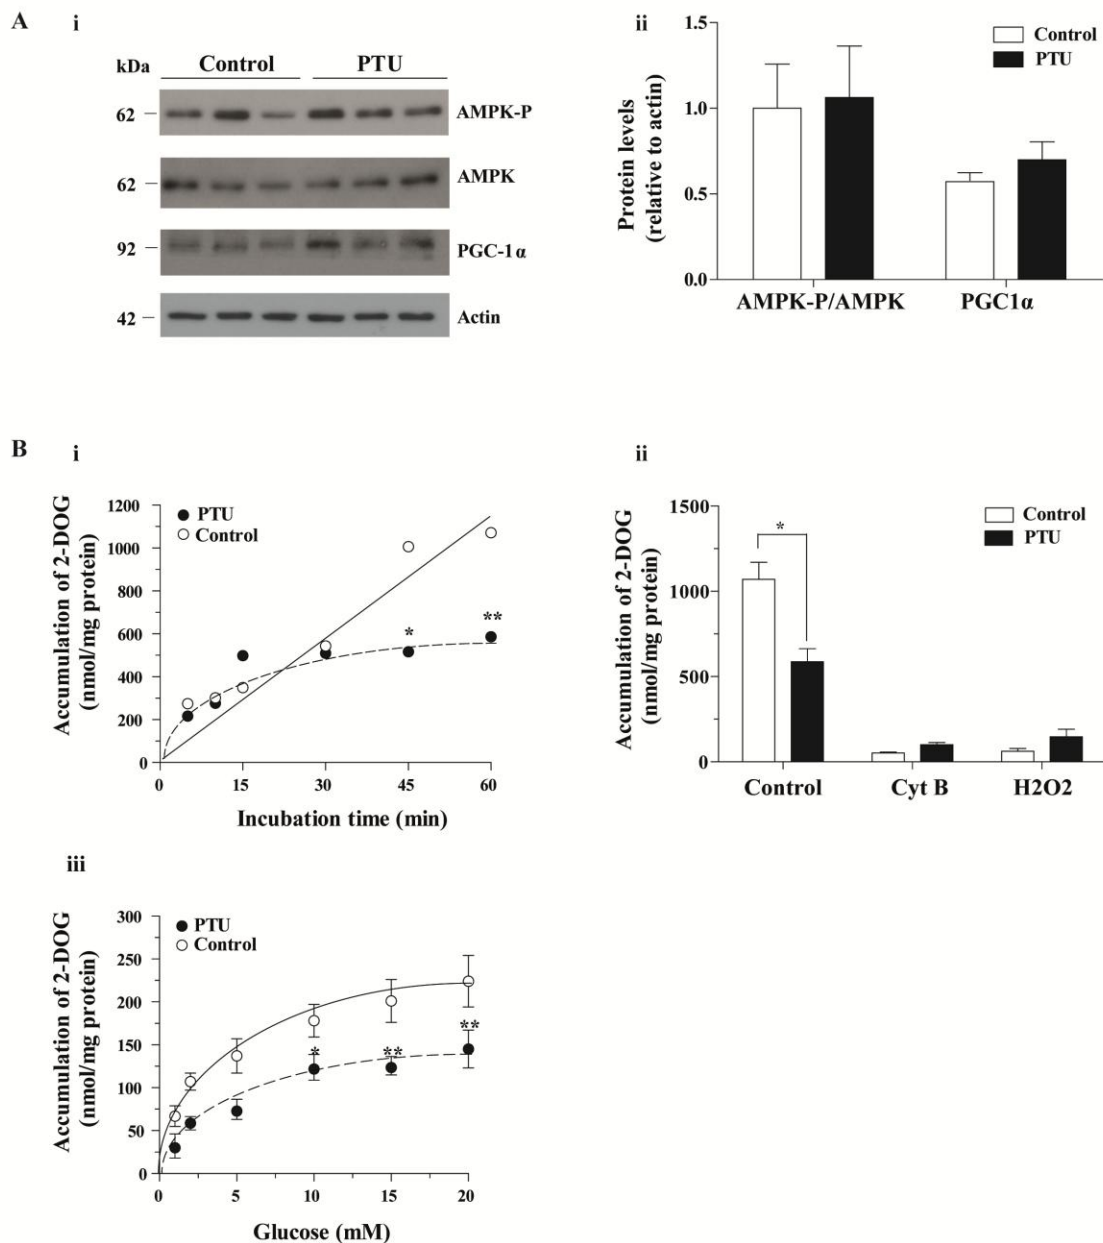 A
i
kDa
Control PTU
62 AMPK-P
62 AMPK
92 PGC-1α
42 Actin
ii
Protein levels
(relative to actin)
1.5
1.0
0.5
0.0
Control
PTU
AMPK-P/AMPK PGC1α
B
i
Accumulation of 2-DOG
(nmol/mg protein)
1200
1000
800
600
400
200
0
PTU
Control
* **
0 15 30 45 60
Incubation time (min)
ii
Accumulation of 2-DOG
(nmol/mg protein)
1500
1000
500
0
*
Control
PTU
Control Cyt B H2O2
iii
Accumulation of 2-DOG
(nmol/mg protein)
300
250
200
150
100
50
0
PTU
Control
* ** **
0 5 10 15 20
Glucose (mM)